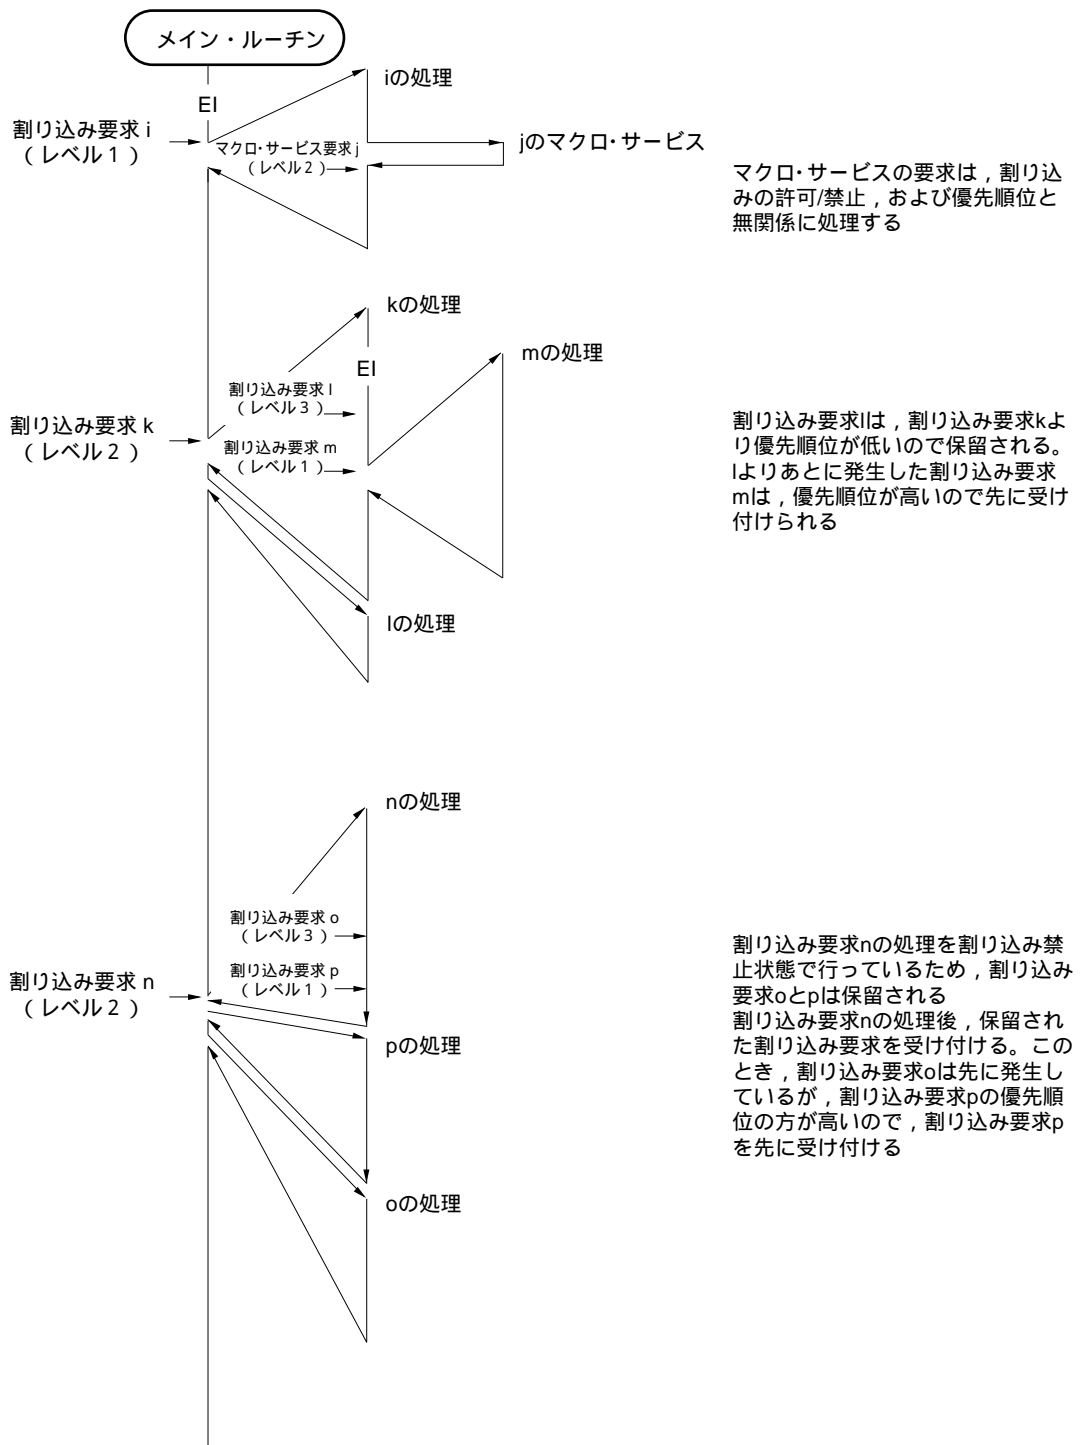 メイン・ルーチン
iの処理
EI
割り込み要求 i
（レベル1）
マクロ・サービス要求 j
（レベル2）
jのマクロ・サービス
マクロ・サービスの要求は，割り込
みの許可/禁止，および優先順位と
無関係に処理する
kの処理
EI
mの処理
割り込み要求 l
（レベル3）
割り込み要求 k
（レベル2）
割り込み要求 m
（レベル1）
割り込み要求lは，割り込み要求kよ
り優先順位が低いので保留される。
lよりあとに発生した割り込み要求
mは，優先順位が高いので先に受け
付けられる
lの処理
nの処理
割り込み要求 o
（レベル3）
割り込み要求 p
（レベル1）
割り込み要求 n
（レベル2）
割り込み要求nの処理を割り込み禁
止状態で行っているため，割り込み
要求oとpは保留される
割り込み要求nの処理後，保留され
た割り込み要求を受け付ける。この
とき，割り込み要求oは先に発生し
ているが，割り込み要求pの優先順
位の方が高いので，割り込み要求p
を先に受け付ける
pの処理
oの処理